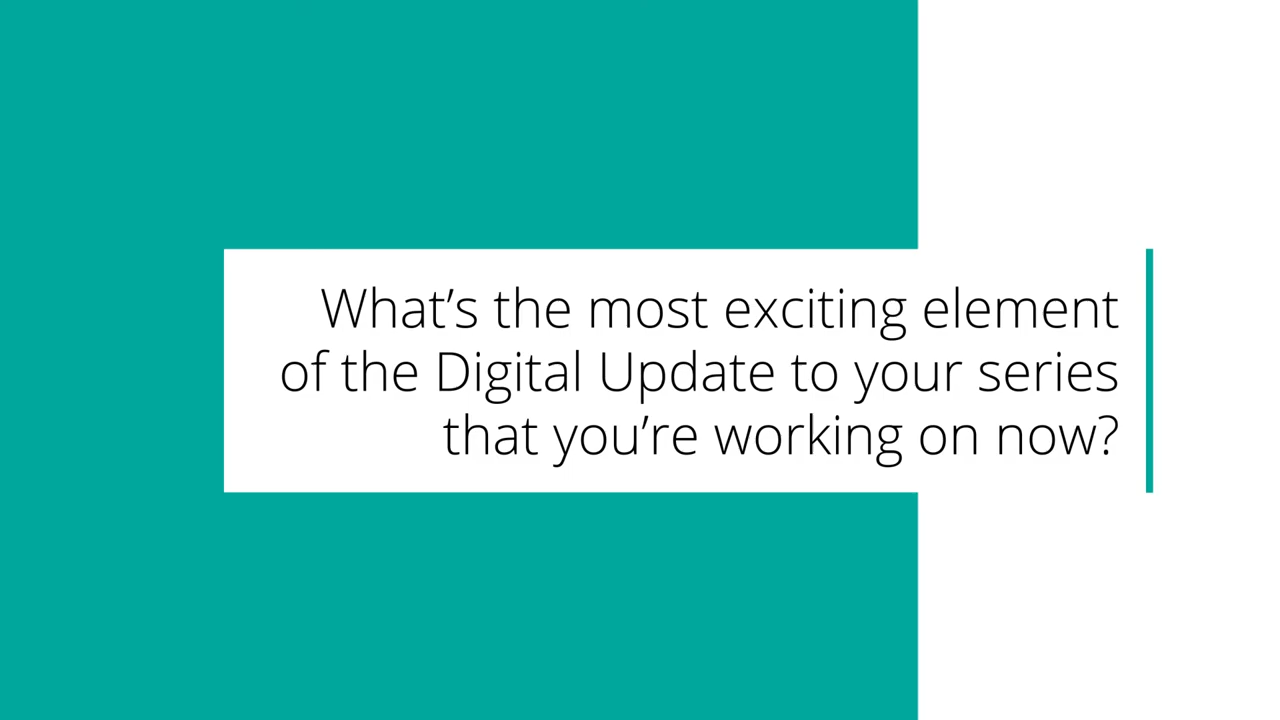 What’s the most exciting element
of the Digital Update to your series
that you’re working on now?